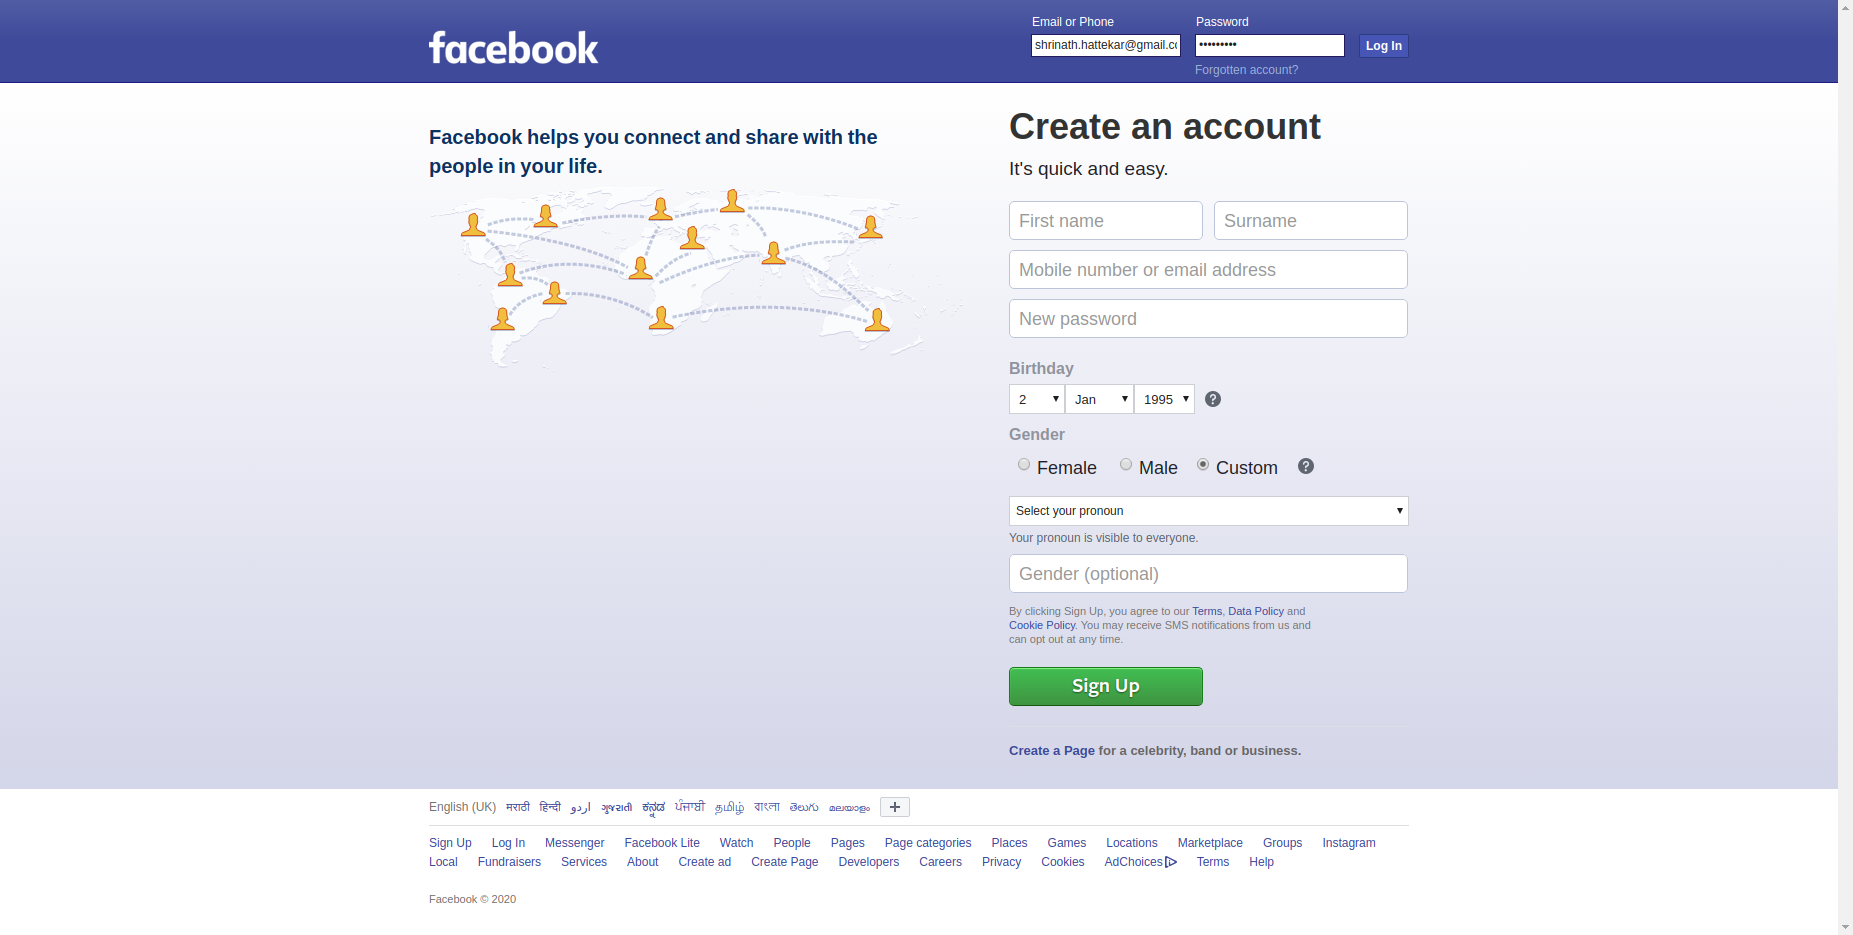 facebook
Email or Phone
Password
shrinath.hattekar@gmail.c
Log In
Forgotten account?
Facebook helps you connect and share with the
people in your life.
Create an account
It's quick and easy.
First name
Surname
Mobile number or email address
New password
Birthday
2
Jan
1995
Gender
Female
Male
Custom
Select your pronoun
Your pronoun is visible to everyone.
Gender (optional)
By clicking Sign Up, you agree to our Terms, Data Policy and
Cookie Policy. You may receive SMS notifications from us and
can opt out at any time.
Sign Up
Create a Page for a celebrity, band or business.
English (UK) मराठी हिन्दी اردو ગુજરાતી ಕನ್ನಡ ਪੰਜਾਬੀ தமிழ் বাংলা తెలుగు മലയാളം
Sign Up Log In Messenger Facebook Lite Watch People Pages Page categories Places Games Locations Marketplace Groups Instagram
Local Fundraisers Services About Create ad Create Page Developers Careers Privacy Cookies AdChoices Terms Help
Facebook © 2020